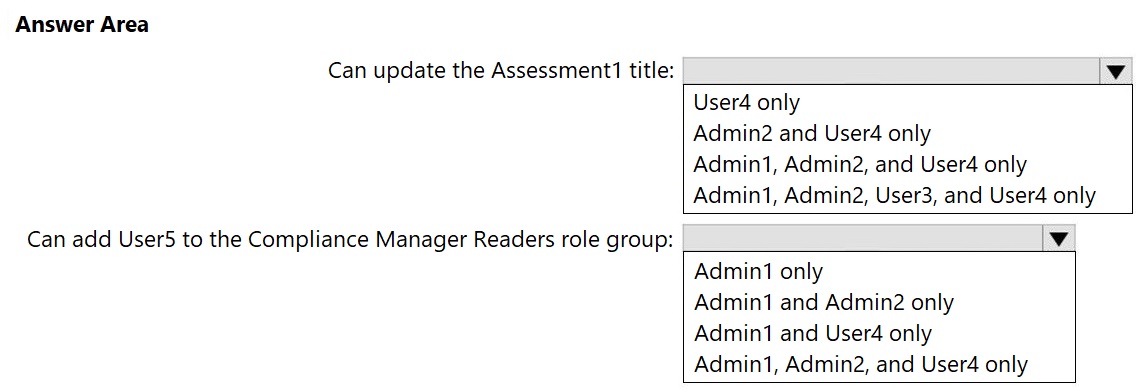 Answer Area
Can update the Assessment1 title:
User4 only
Admin2 and User4 only
Admin1, Admin2, and User4 only
Admin1, Admin2, User3, and User4 only
Can add User5 to the Compliance Manager Readers role group:
Admin1 only
Admin1 and Admin2 only
Admin1 and User4 only
Admin1, Admin2, and User4 only